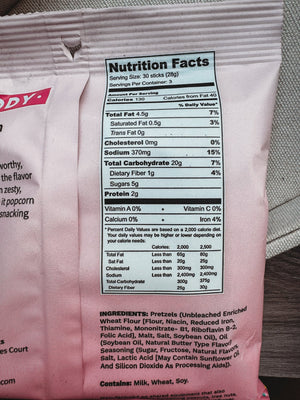 ODY.
n
worthy,
the flavor
n zesty,
it popcorn
snacking
es Court
.com
Nutrition Facts
Serving Size: 30 sticks (28g)
Servings Per Container: 3
Amount Per Serving
Calories 130 Calories from Fat 40
% Daily Value*
Total Fat 4.5g 7%
Saturated Fat 0.5g 3%
Trans Fat 0g
Cholesterol 0mg 0%
Sodium 370mg 15%
Total Carbohydrate 20g 7%
Dietary Fiber 1g 4%
Sugars 5g
Protein 2g
Vitamin A 0% • Vitamin C 0%
Calcium 0% • Iron 4%
*Percent Daily Values are based on a 2,000 calorie diet.
Your daily values may be higher or lower depending on
your calorie needs:
Calories: 2,000 2,500
Total Fat Less than 65g 80g
Sat Fat Less than 20g 25g
Cholesterol Less than 300mg 300mg
Sodium Less than 2,400mg 2,400mg
Total Carbohydrate 300g 375g
Dietary Fiber 25g 30g
INGREDIENTS: Pretzels (Unbleached Enriched
Wheat Flour [Flour, Niacin, Reduced Iron,
Thiamine, Mononitrate- B1, Riboflavin B-2,
Folic Acid], Malt, Salt, Soybean Oil), Oil
(Soybean Oil, Natural Butter Type Flavor),
Seasoning (Sugar, Fructose, Natural Flavors,
Salt, Lactic Acid [May Contain Sunflower Oil
And Silicon Dioxide As Processing Aids]).
Contains: Milk, Wheat, Soy.
shared equipment that also